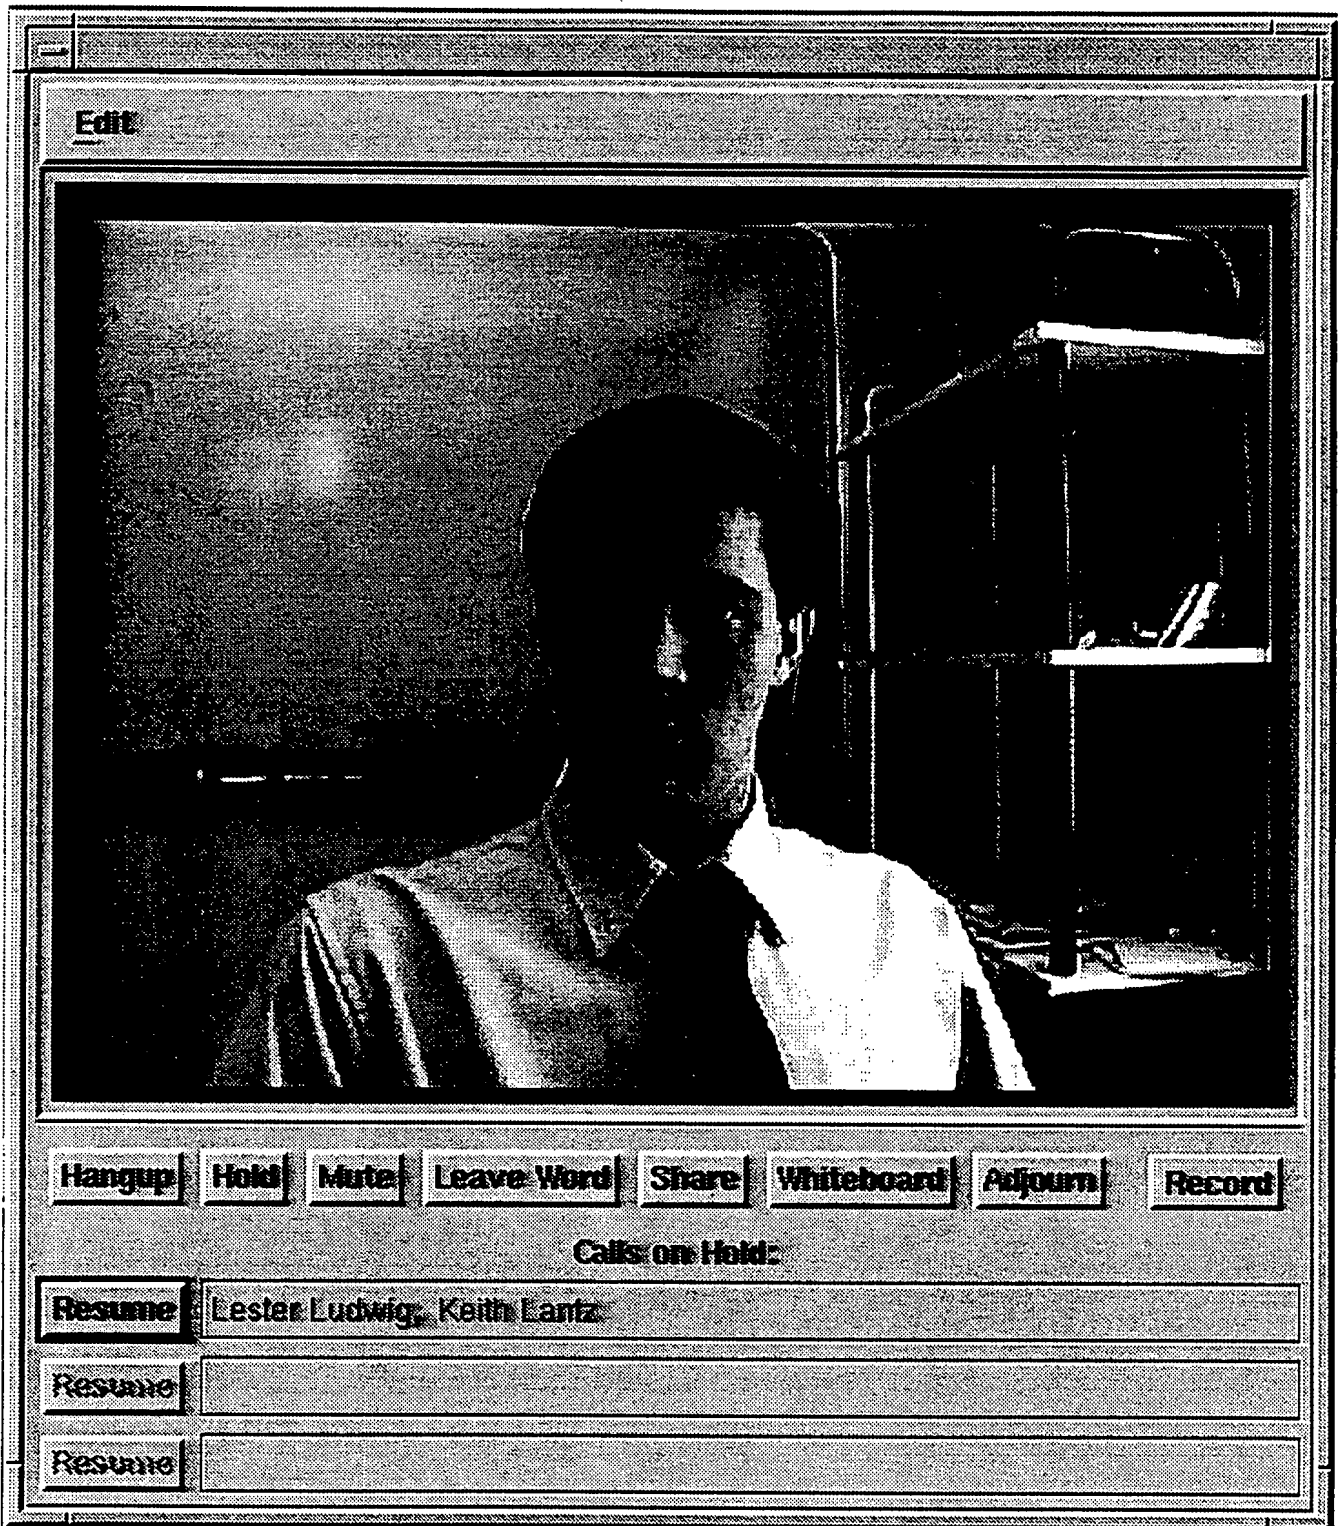 Edit
Hangup Hold Mute Leave Word Share Whiteboard Adjourn Record
Calls on Hold:
Resume Lester Ludwig, Keith Lantz
Resume
Resume